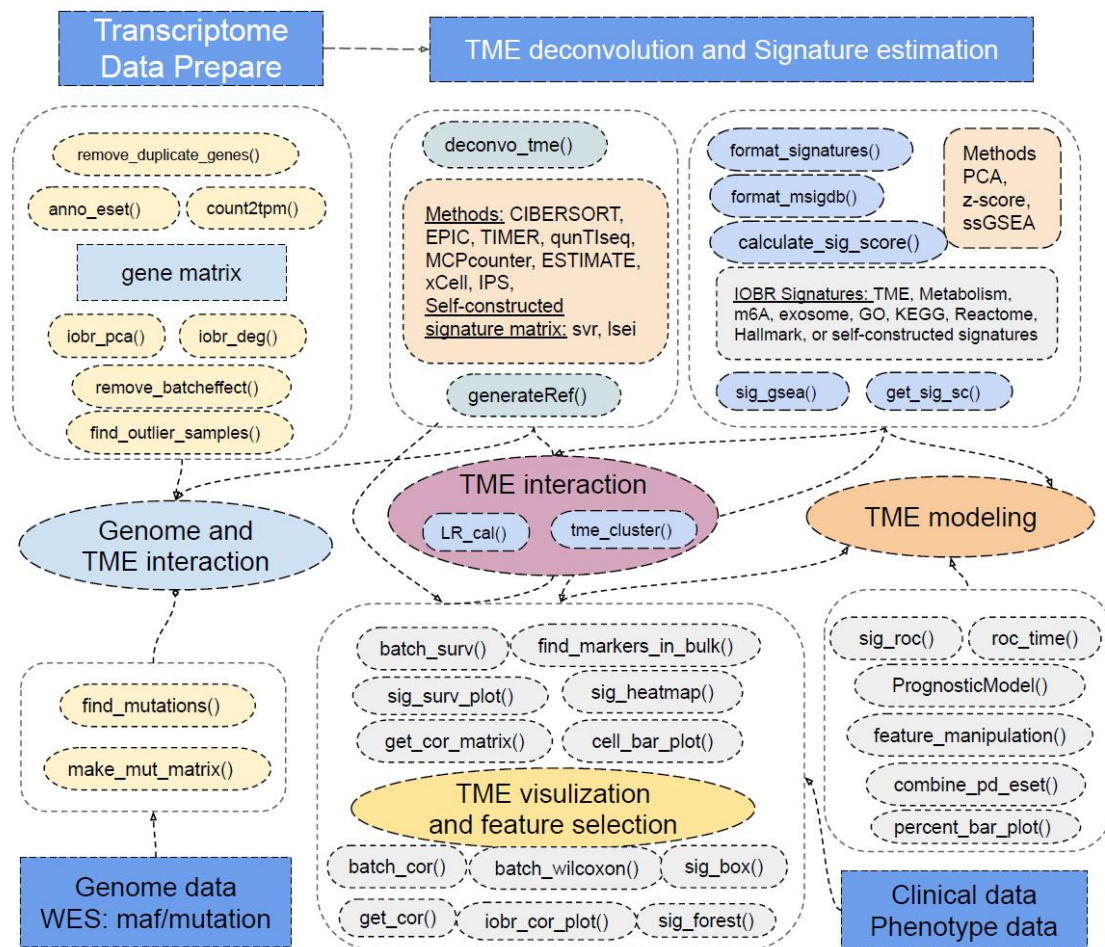 Transcriptome
Data Prepare
TME deconvolution and Signature estimation
remove_duplicate_genes()
anno_eset()
count2tpm()
gene matrix
iobr_pca()
iobr_deg()
remove_batcheffect()
find_outlier_samples()
deconvo_tme()
Methods: CIBERSORT,
EPIC, TIMER, qunTIseq,
MCPcounter, ESTIMATE,
xCell, IPS,
Self-constructed
signature matrix: svr, lsei
generateRef()
format_signatures()
format_msigdb()
calculate_sig_score()
Methods
PCA,
z-score,
ssGSEA
IOBR Signatures: TME, Metabolism,
m6A, exosome, GO, KEGG, Reactome,
Hallmark, or self-constructed signatures
sig_gsea()
get_sig_sc()
Genome and
TME interaction
TME interaction
LR_cal()
tme_cluster()
TME modeling
find_mutations()
make_mut_matrix()
Genome data
WES: maf/mutation
batch_surv()
find_markers_in_bulk()
sig_surv_plot()
sig_heatmap()
get_cor_matrix()
cell_bar_plot()
TME visulization
and feature selection
batch_cor()
batch_wilcoxon()
sig_box()
get_cor()
iobr_cor_plot()
sig_forest()
sig_roc()
roc_time()
PrognosticModel()
feature_manipulation()
combine_pd_eset()
percent_bar_plot()
Clinical data
Phenotype data